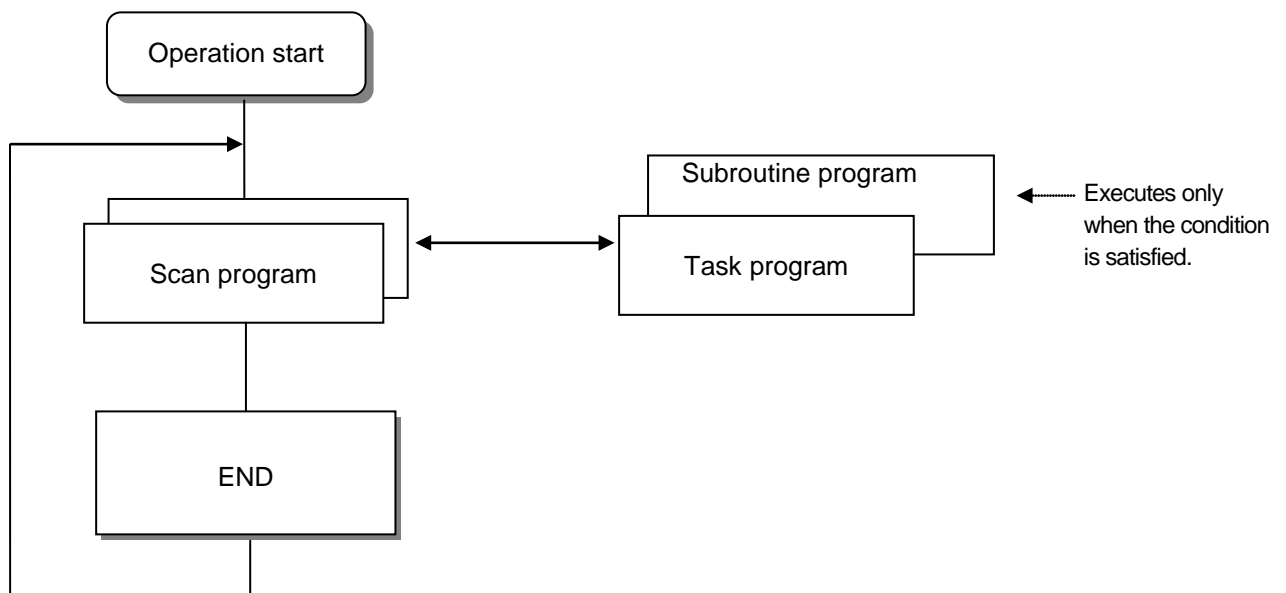 Operation start
Subroutine program
Executes only
when the condition
is satisfied.
Scan program
Task program
END